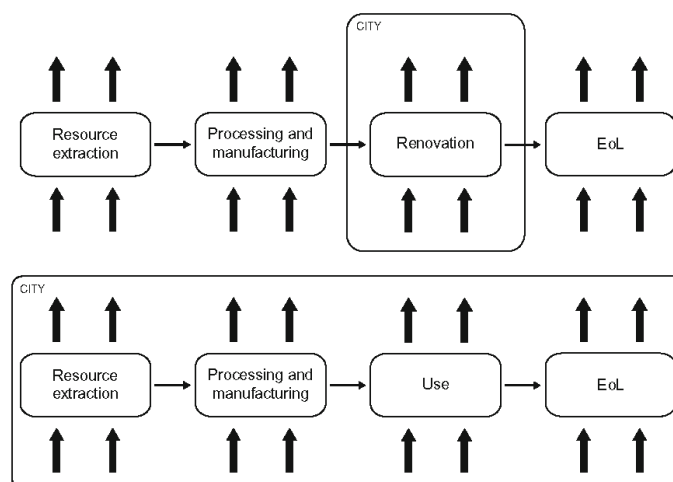 CITY
Resource
extraction
Processing and
manufacturing
Renovation
EoL
CITY
Resource
extraction
Processing and
manufacturing
Use
EoL